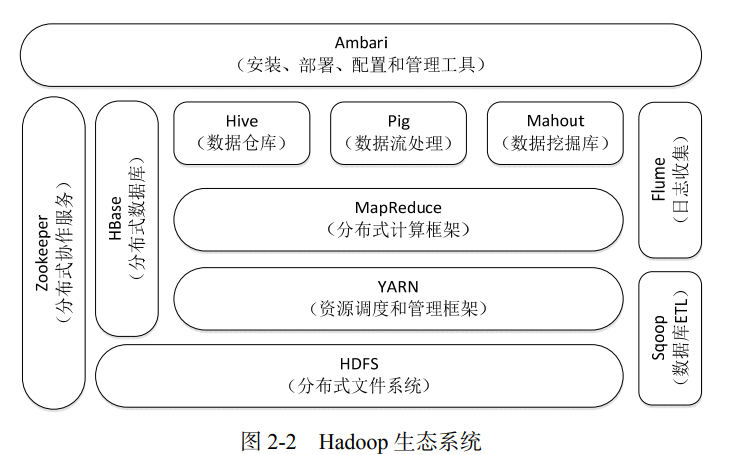 Ambari
（安装、部署、配置和管理工具）
Zookeeper
（分布式协作服务）
HBase
（分布式数据库）
Hive
（数据仓库）
Pig
（数据流处理）
Mahout
（数据挖掘库）
Flume
（日志收集）
MapReduce
（分布式计算框架）
YARN
（资源调度和管理框架）
Sqoop
（数据库ETL）
HDFS
（分布式文件系统）
图 2-2 Hadoop 生态系统